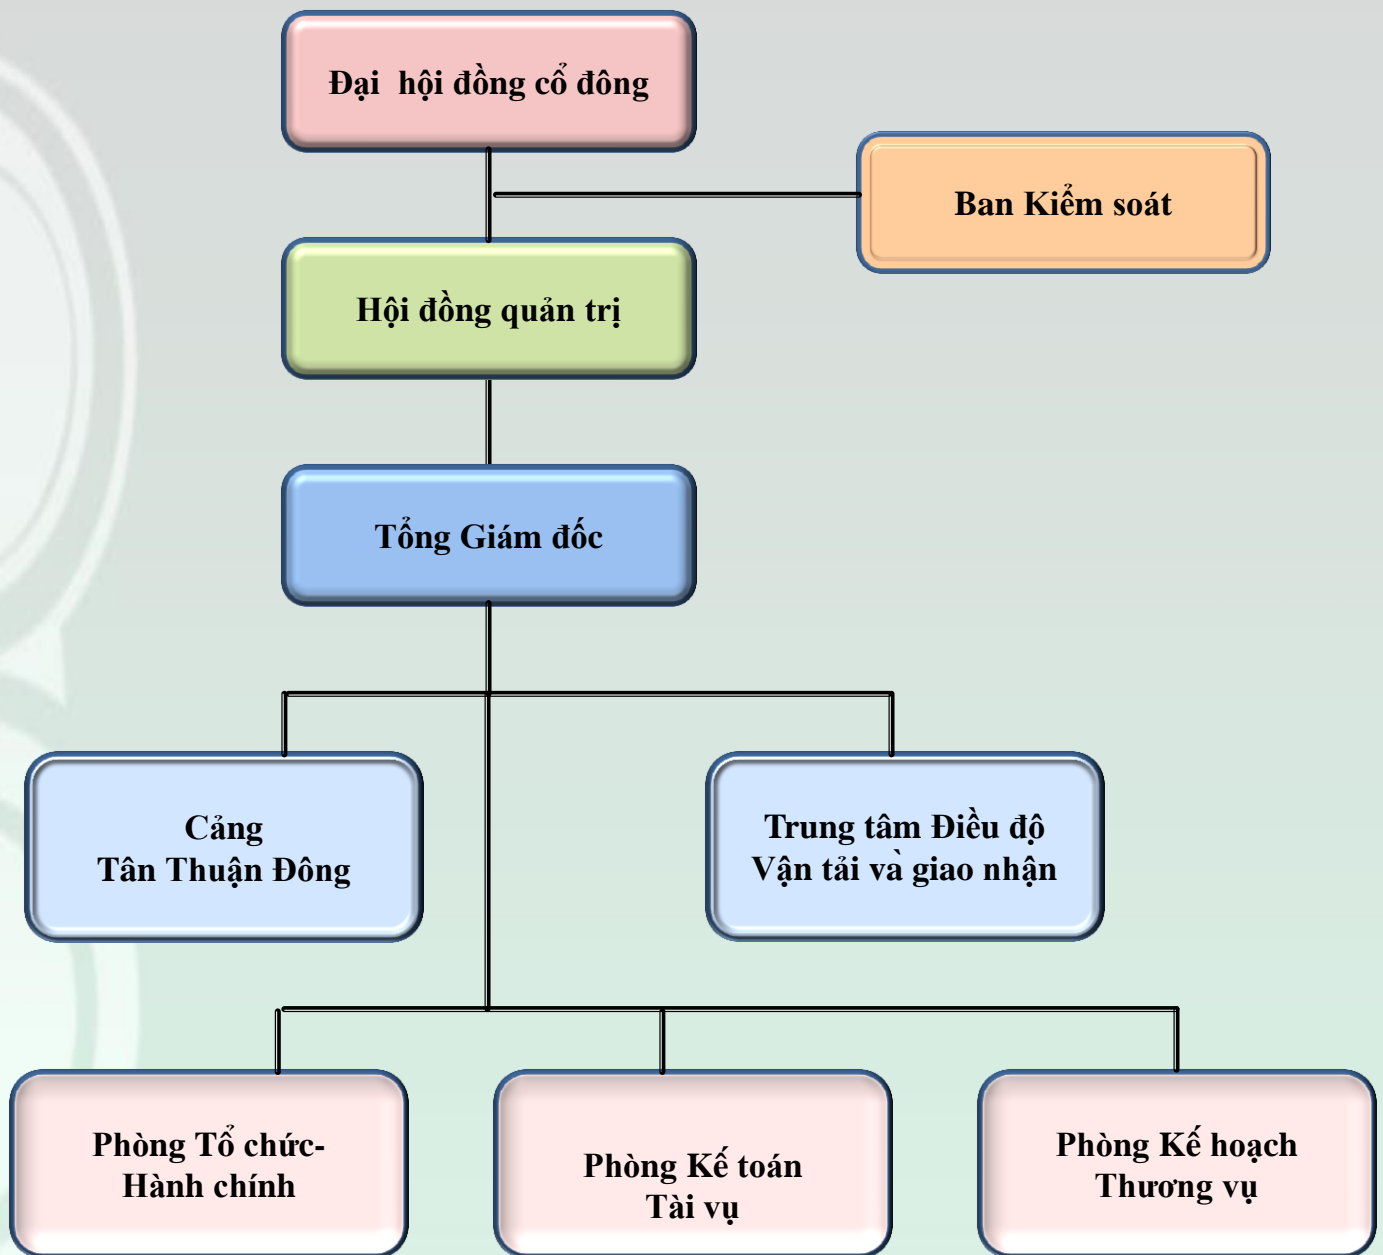 Đại hội đồng cổ đông
Ban Kiểm soát
Hội đồng quản trị
Tổng Giám đốc
Cảng
Tân Thuận Đông
Trung tâm Điều độ
Vận tải và giao nhận
Phòng Tổ chức-
Hành chính
Phòng Kế toán
Tài vụ
Phòng Kế hoạch
Thương vụ